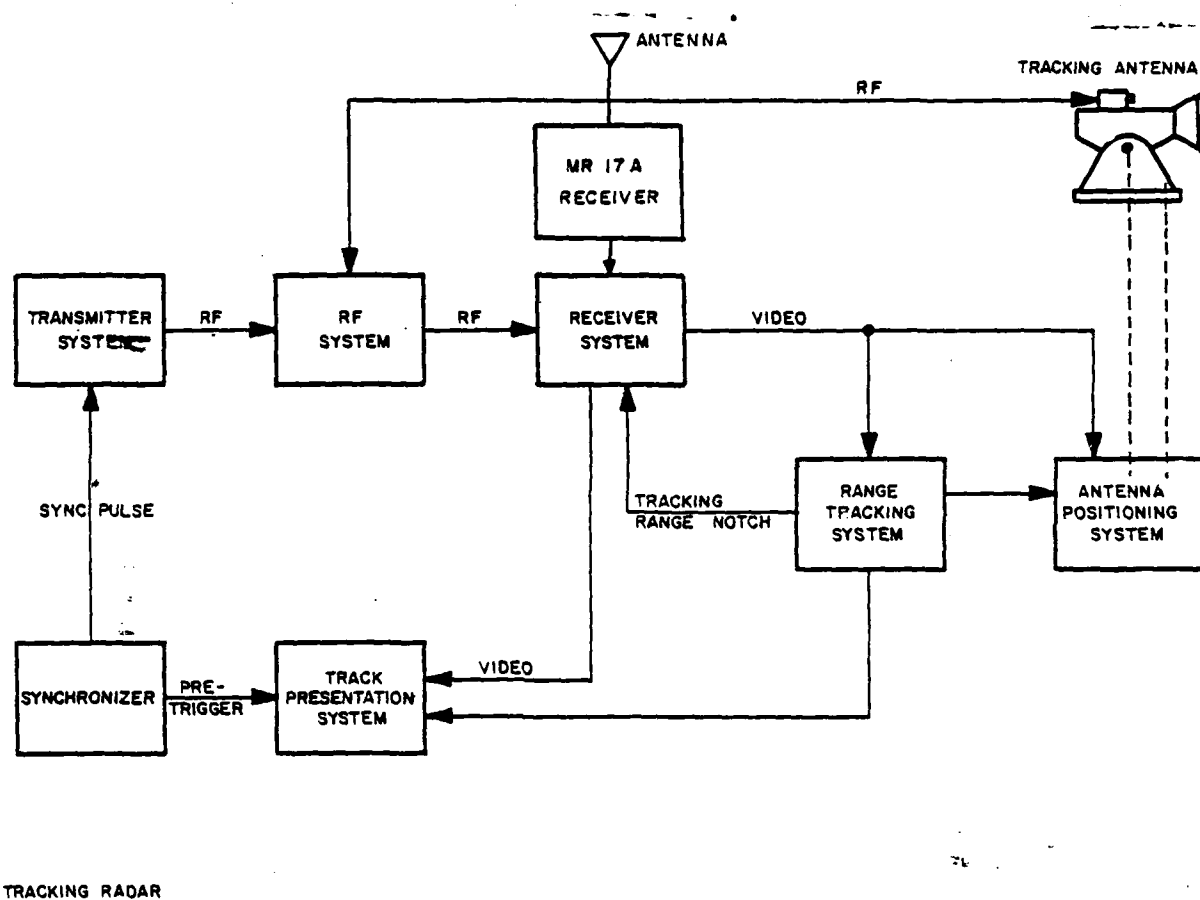 ANTENNA
TRACKING ANTENNA
RF
MR 17A
RECEIVER
TRANSMITTER
SYSTEM
RF
RF
SYSTEM
RF
RECEIVER
SYSTEM
VIDEO
SYNC PULSE
TRACKING
RANGE NOTCH
RANGE
TRACKING
SYSTEM
ANTENNA
POSITIONING
SYSTEM
SYNCHRONIZER
PRE-
TRIGGER
TRACK
PRESENTATION
SYSTEM
VIDEO
TRACKING RADAR